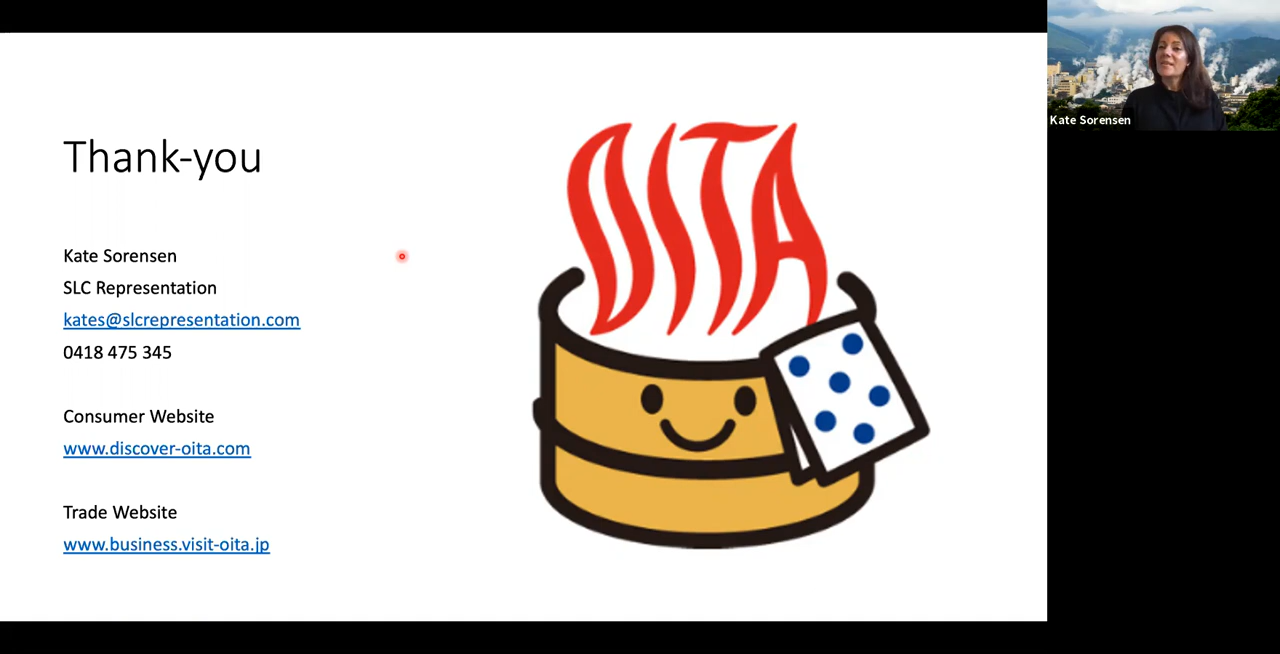 Thank-you
Kate Sorensen
SLC Representation
kates@slcrepresentation.com
0418 475 345
Consumer Website
www.discover-oita.com
Trade Website
www.business.visit-oita.jp
OITA
Kate Sorensen